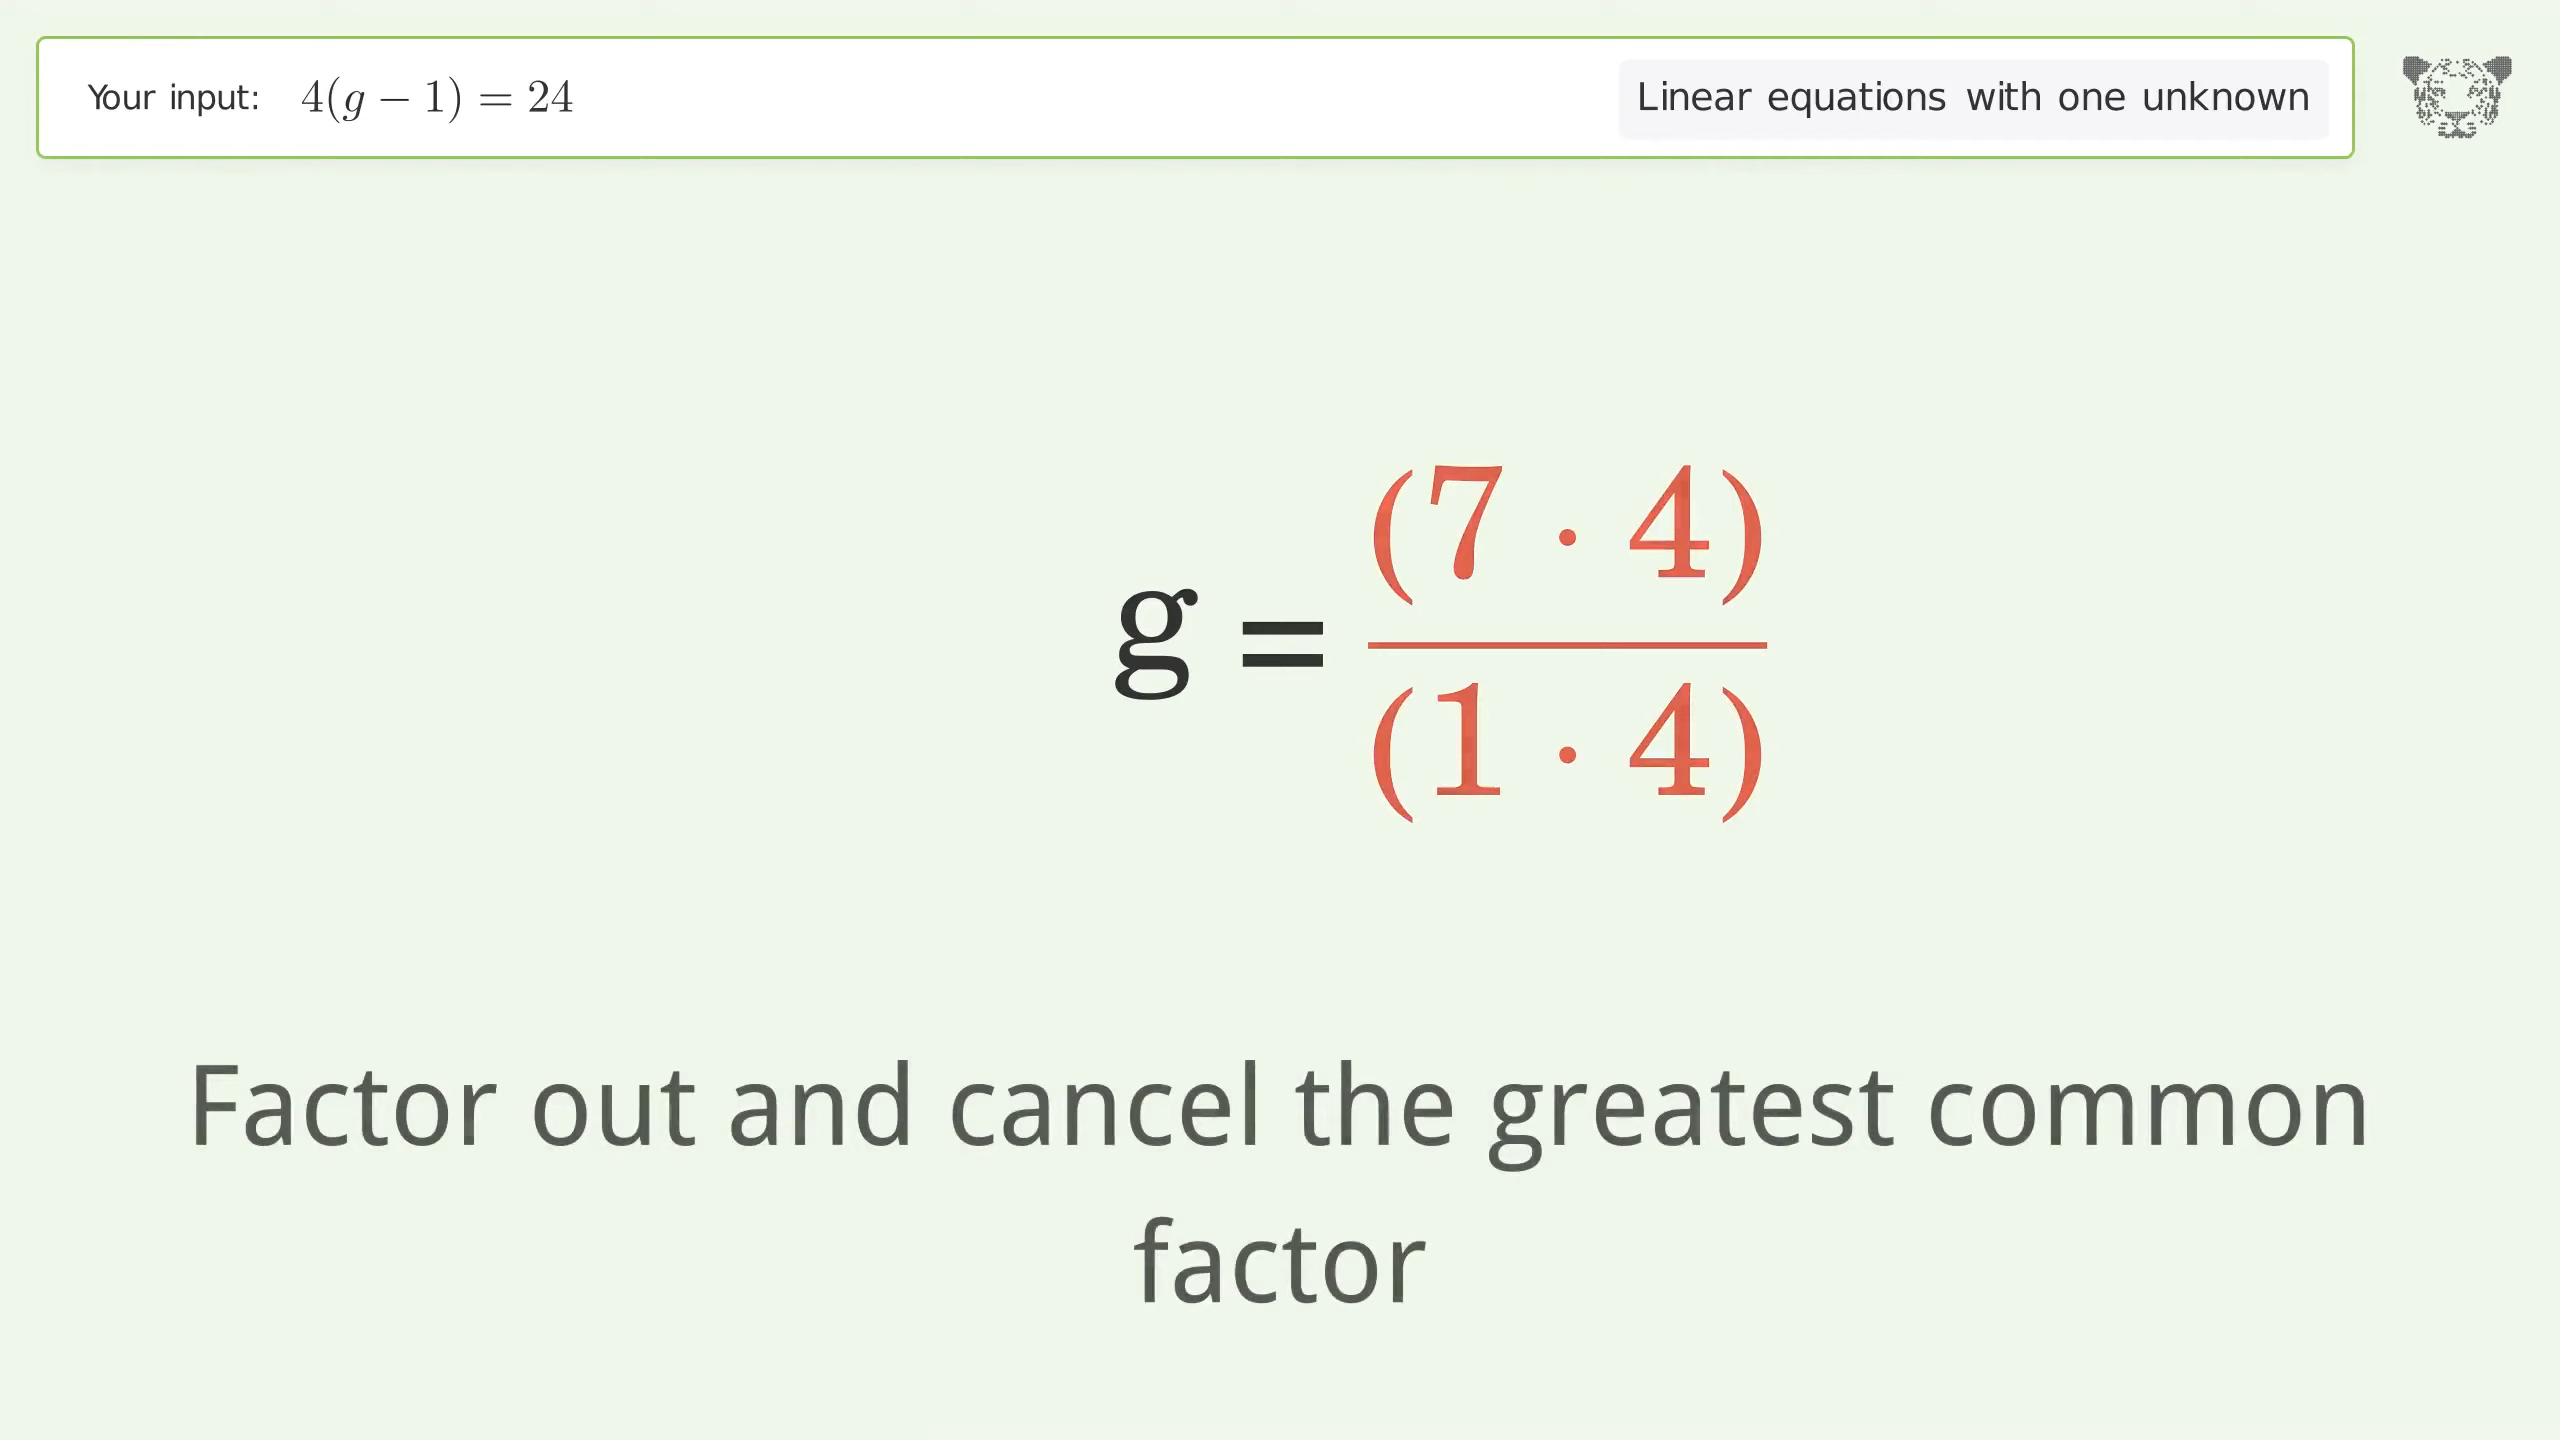 Your input: 4(g − 1) = 24
Linear equations with one unknown
g = (7 · 4) / (1 · 4)
Factor out and cancel the greatest common
factor